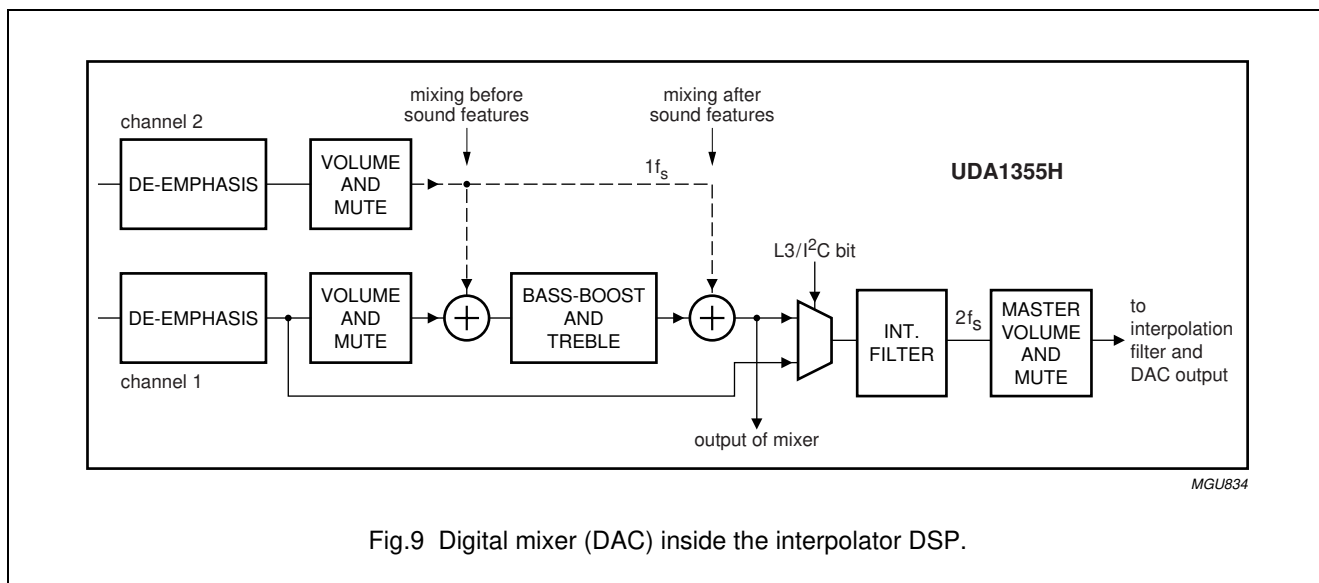 mixing before
sound features
mixing after
sound features
channel 2
DE-EMPHASIS
VOLUME
AND
MUTE
1fs
UDA1355H
L3/I2C bit
DE-EMPHASIS
VOLUME
AND
MUTE
BASS-BOOST
AND
TREBLE
INT.
FILTER
2fs
MASTER
VOLUME
AND
MUTE
to
interpolation
filter and
DAC output
channel 1
output of mixer
MGU834
Fig.9 Digital mixer (DAC) inside the interpolator DSP.